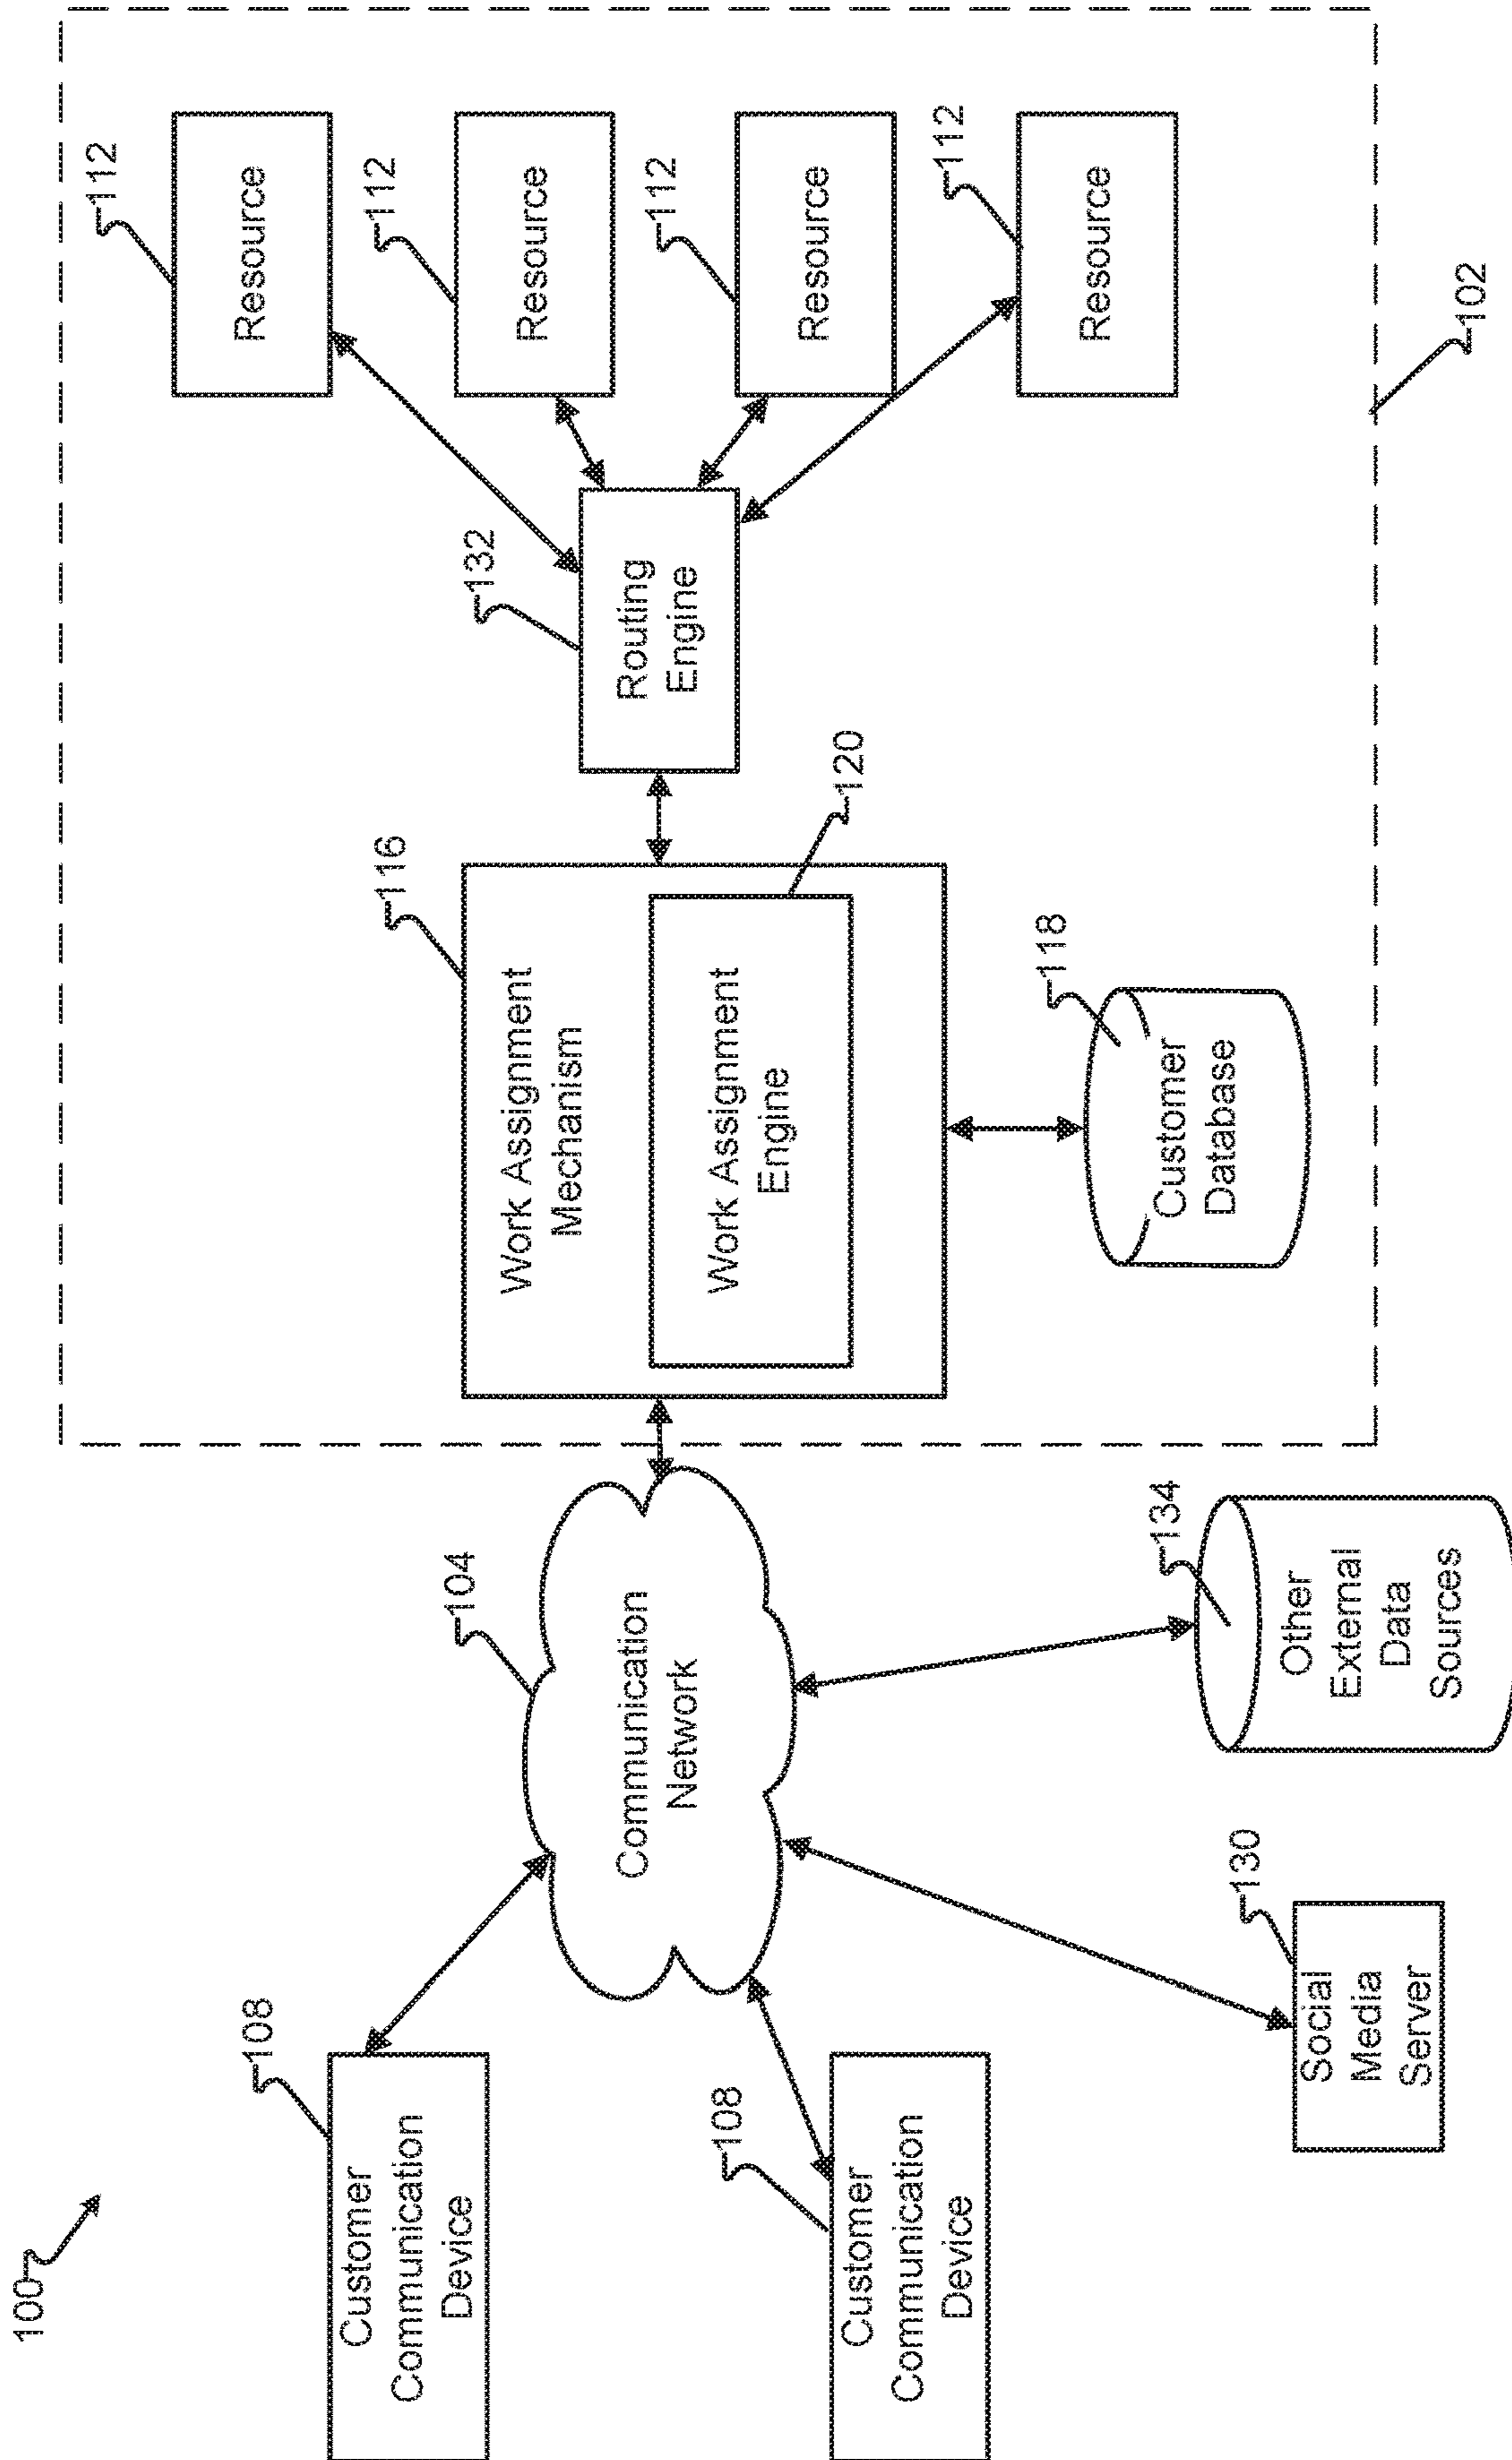 100
108
Customer
Communication
Device
108
Customer
Communication
Device
130
Social
Media
Server
104
Communication
Network
134
Other
External
Data
Sources
116
Work Assignment
Mechanism
120
Work Assignment
Engine
118
Customer
Database
132
Routing
Engine
112
Resource
112
Resource
112
Resource
112
Resource
102